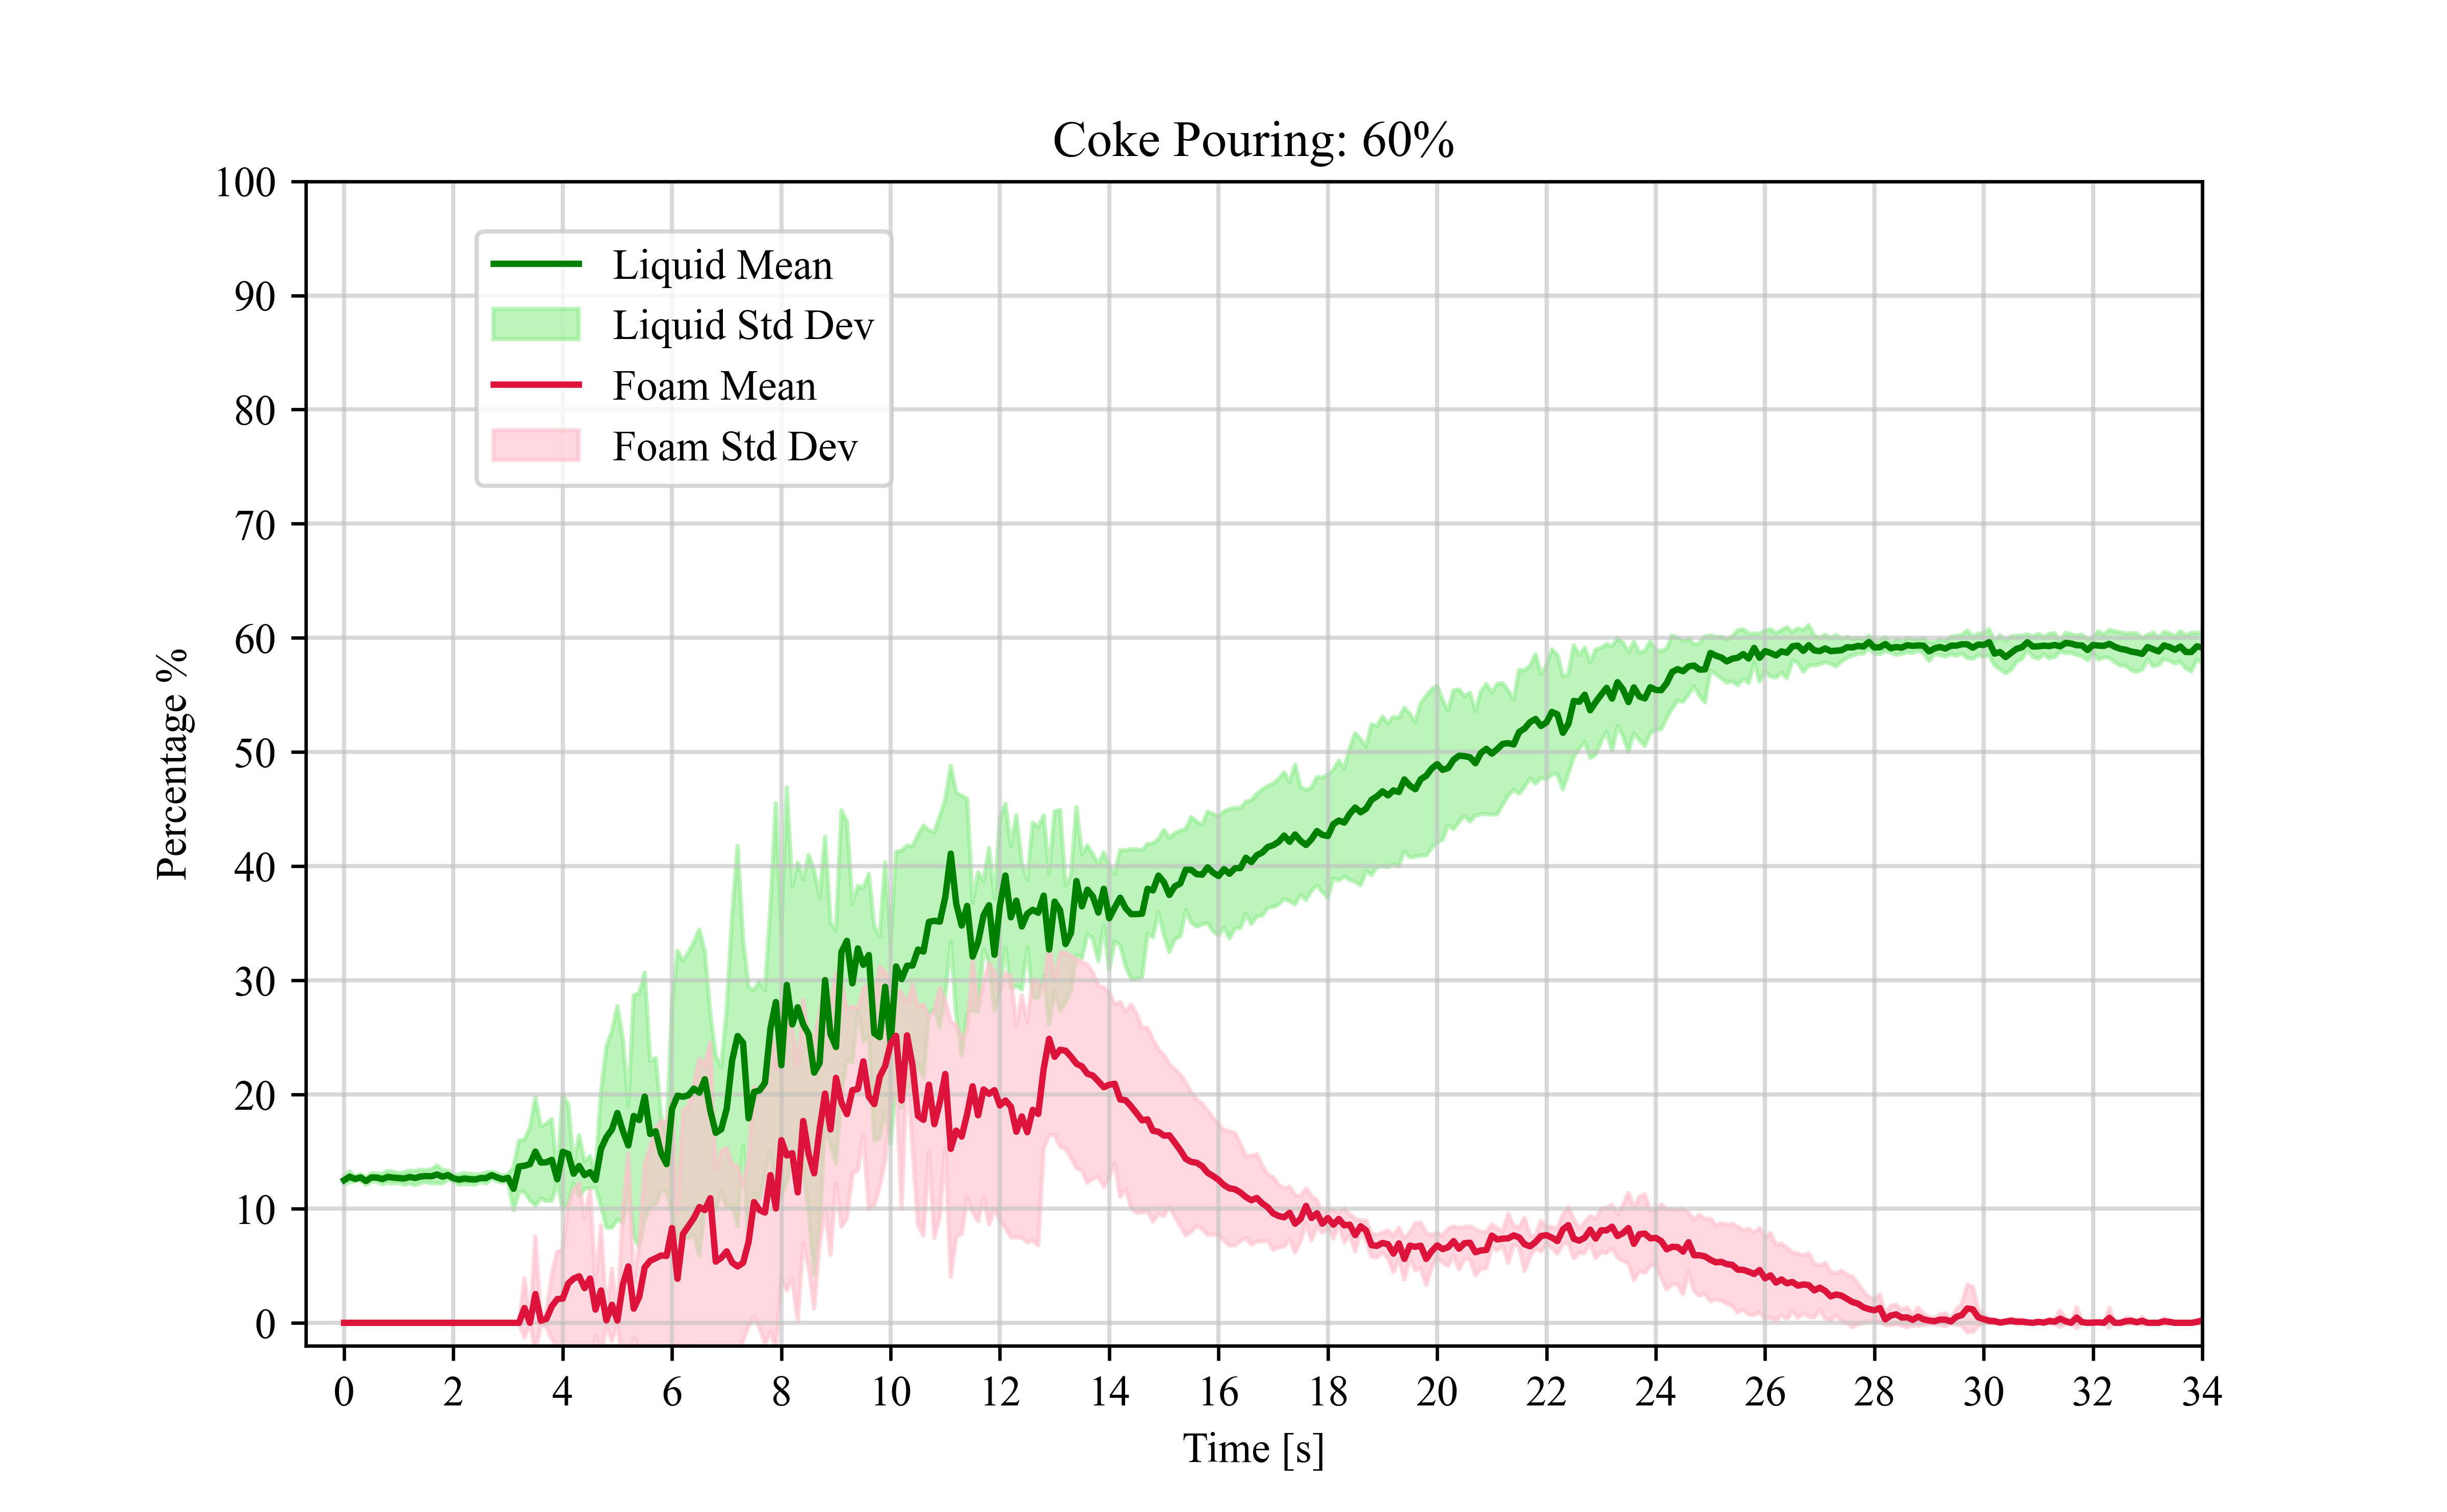 Coke Pouring: 60%
100
90
80
70
60
50
40
30
20
10
0
Percentage %
Liquid Mean
Liquid Std Dev
Foam Mean
Foam Std Dev
0 2 4 6 8 10 12 14 16 18 20 22 24 26 28 30 32 34
Time [s]